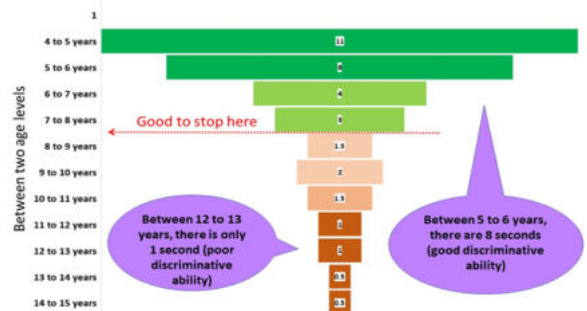 Between two age levels
1
4 to 5 years 11
5 to 6 years 8
6 to 7 years 4
7 to 8 years 3
Good to stop here
8 to 9 years 1.5
9 to 10 years 2
10 to 11 years 1.5
11 to 12 years 1
12 to 13 years 1
13 to 14 years 0.5
14 to 15 years 0.5
Between 12 to 13
years, there is only
1 second (poor
discriminative
ability)
Between 5 to 6 years,
there are 8 seconds
(good discriminative
ability)